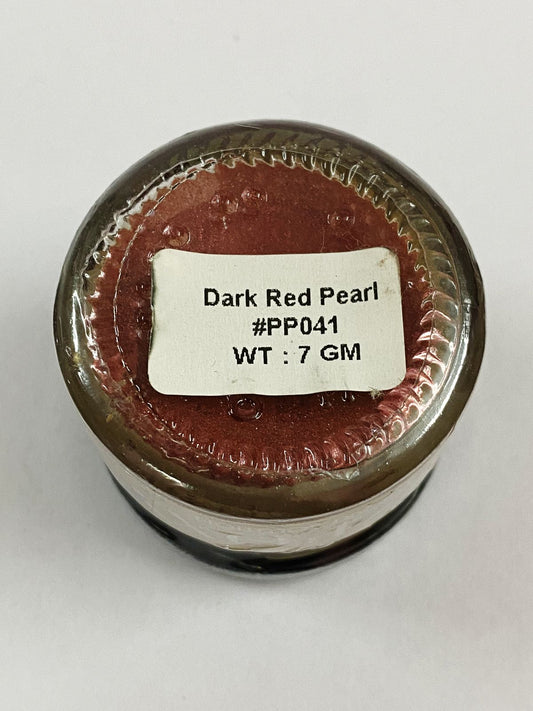 Dark Red Pearl
#PP041
WT : 7 GM